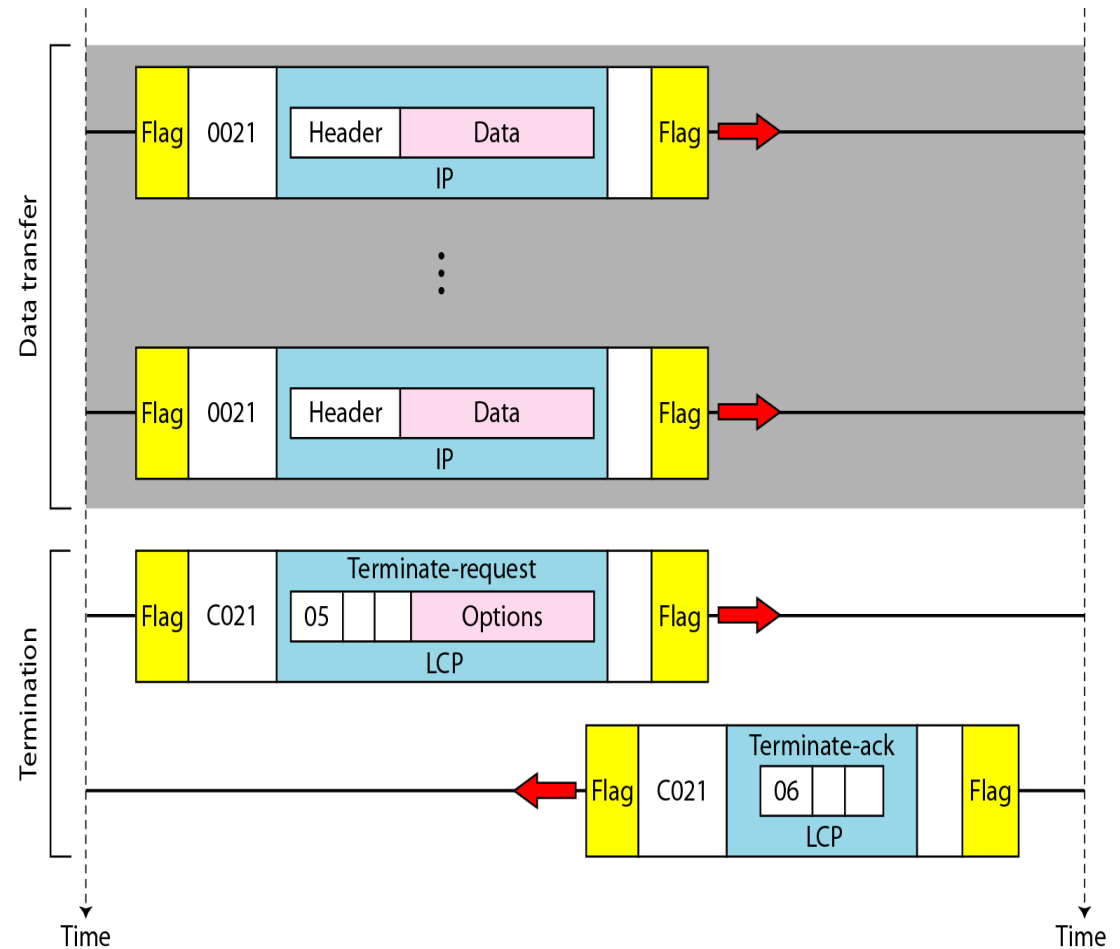 Data transfer
Flag 0021 Header Data Flag
IP
Flag 0021 Header Data Flag
IP
Termination
Terminate-request
Flag C021 05 Options Flag
LCP
Terminate-ack
Flag C021 06 Flag
LCP
Time Time